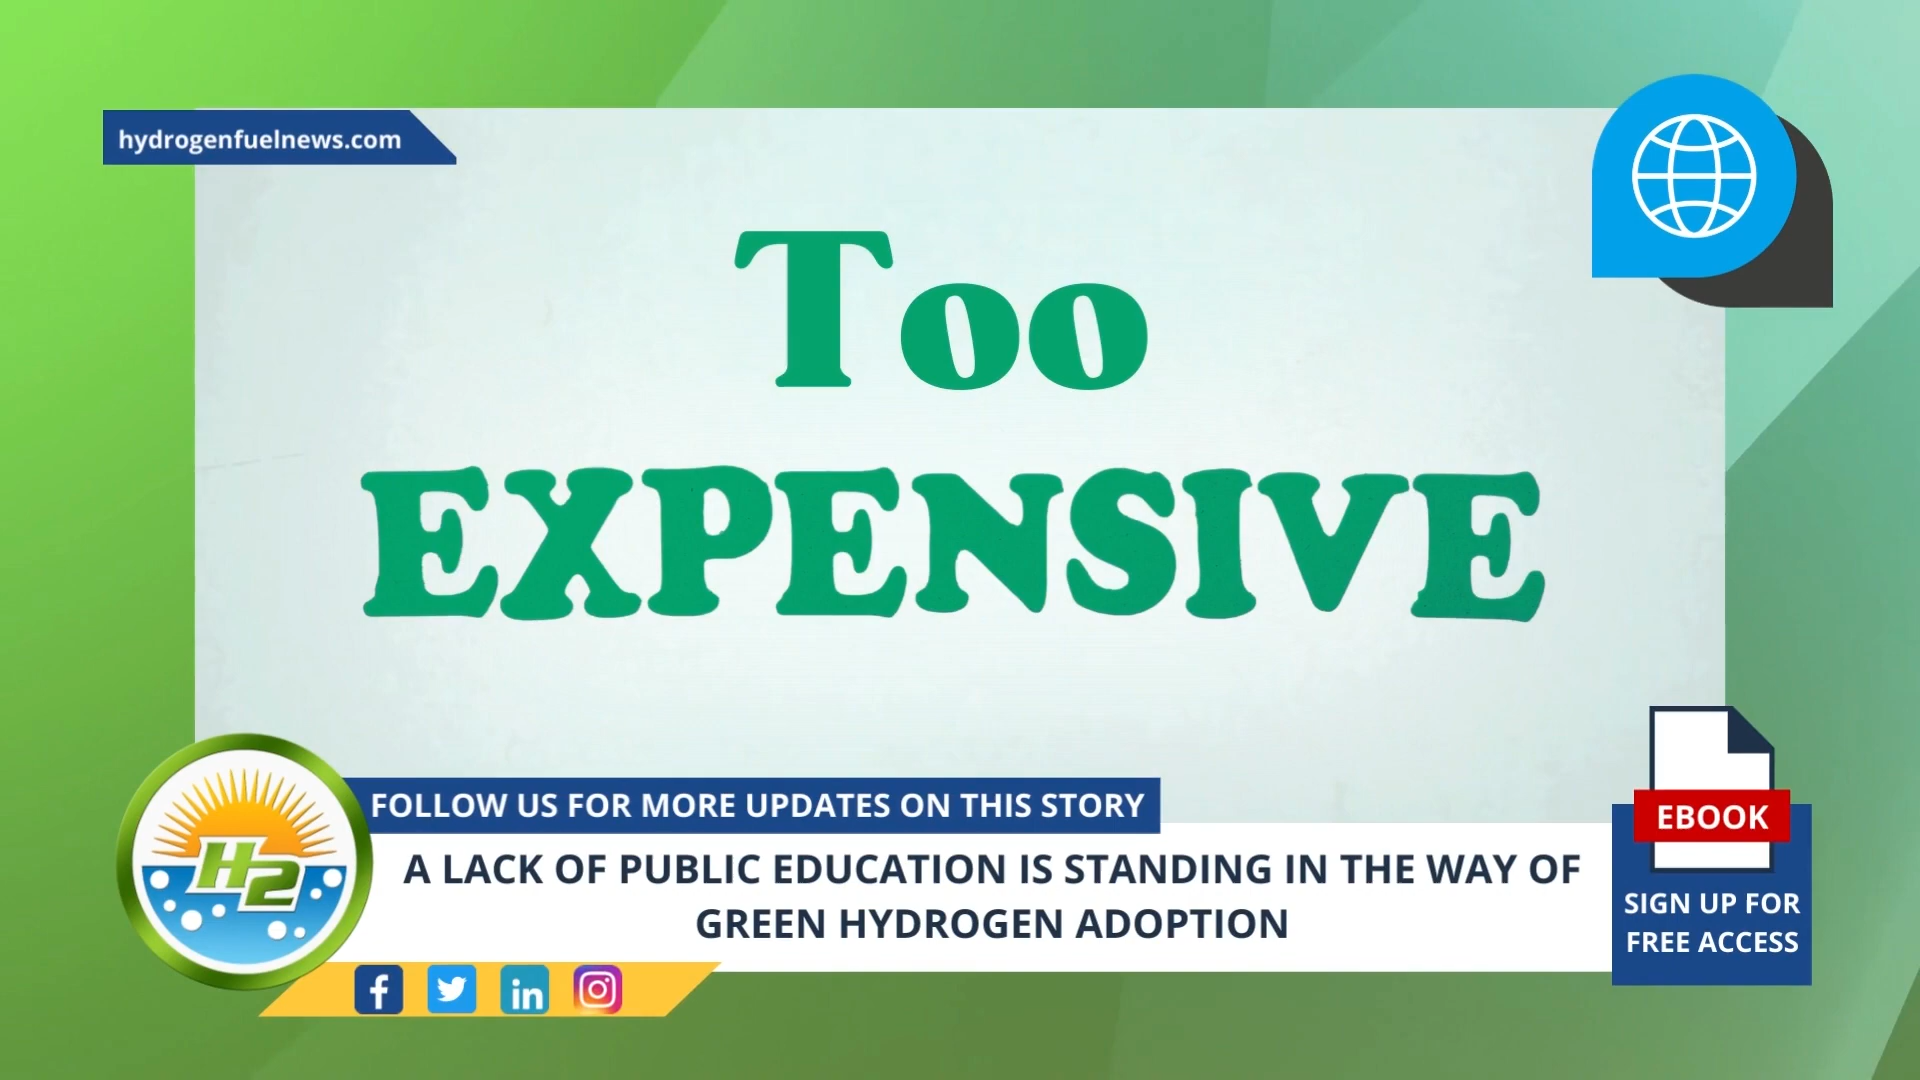 hydrogenfuelnews.com
Too
EXPENSIVE
FOLLOW US FOR MORE UPDATES ON THIS STORY
A LACK OF PUBLIC EDUCATION IS STANDING IN THE WAY OF
GREEN HYDROGEN ADOPTION
H2
EBOOK
SIGN UP FOR
FREE ACCESS
f
in